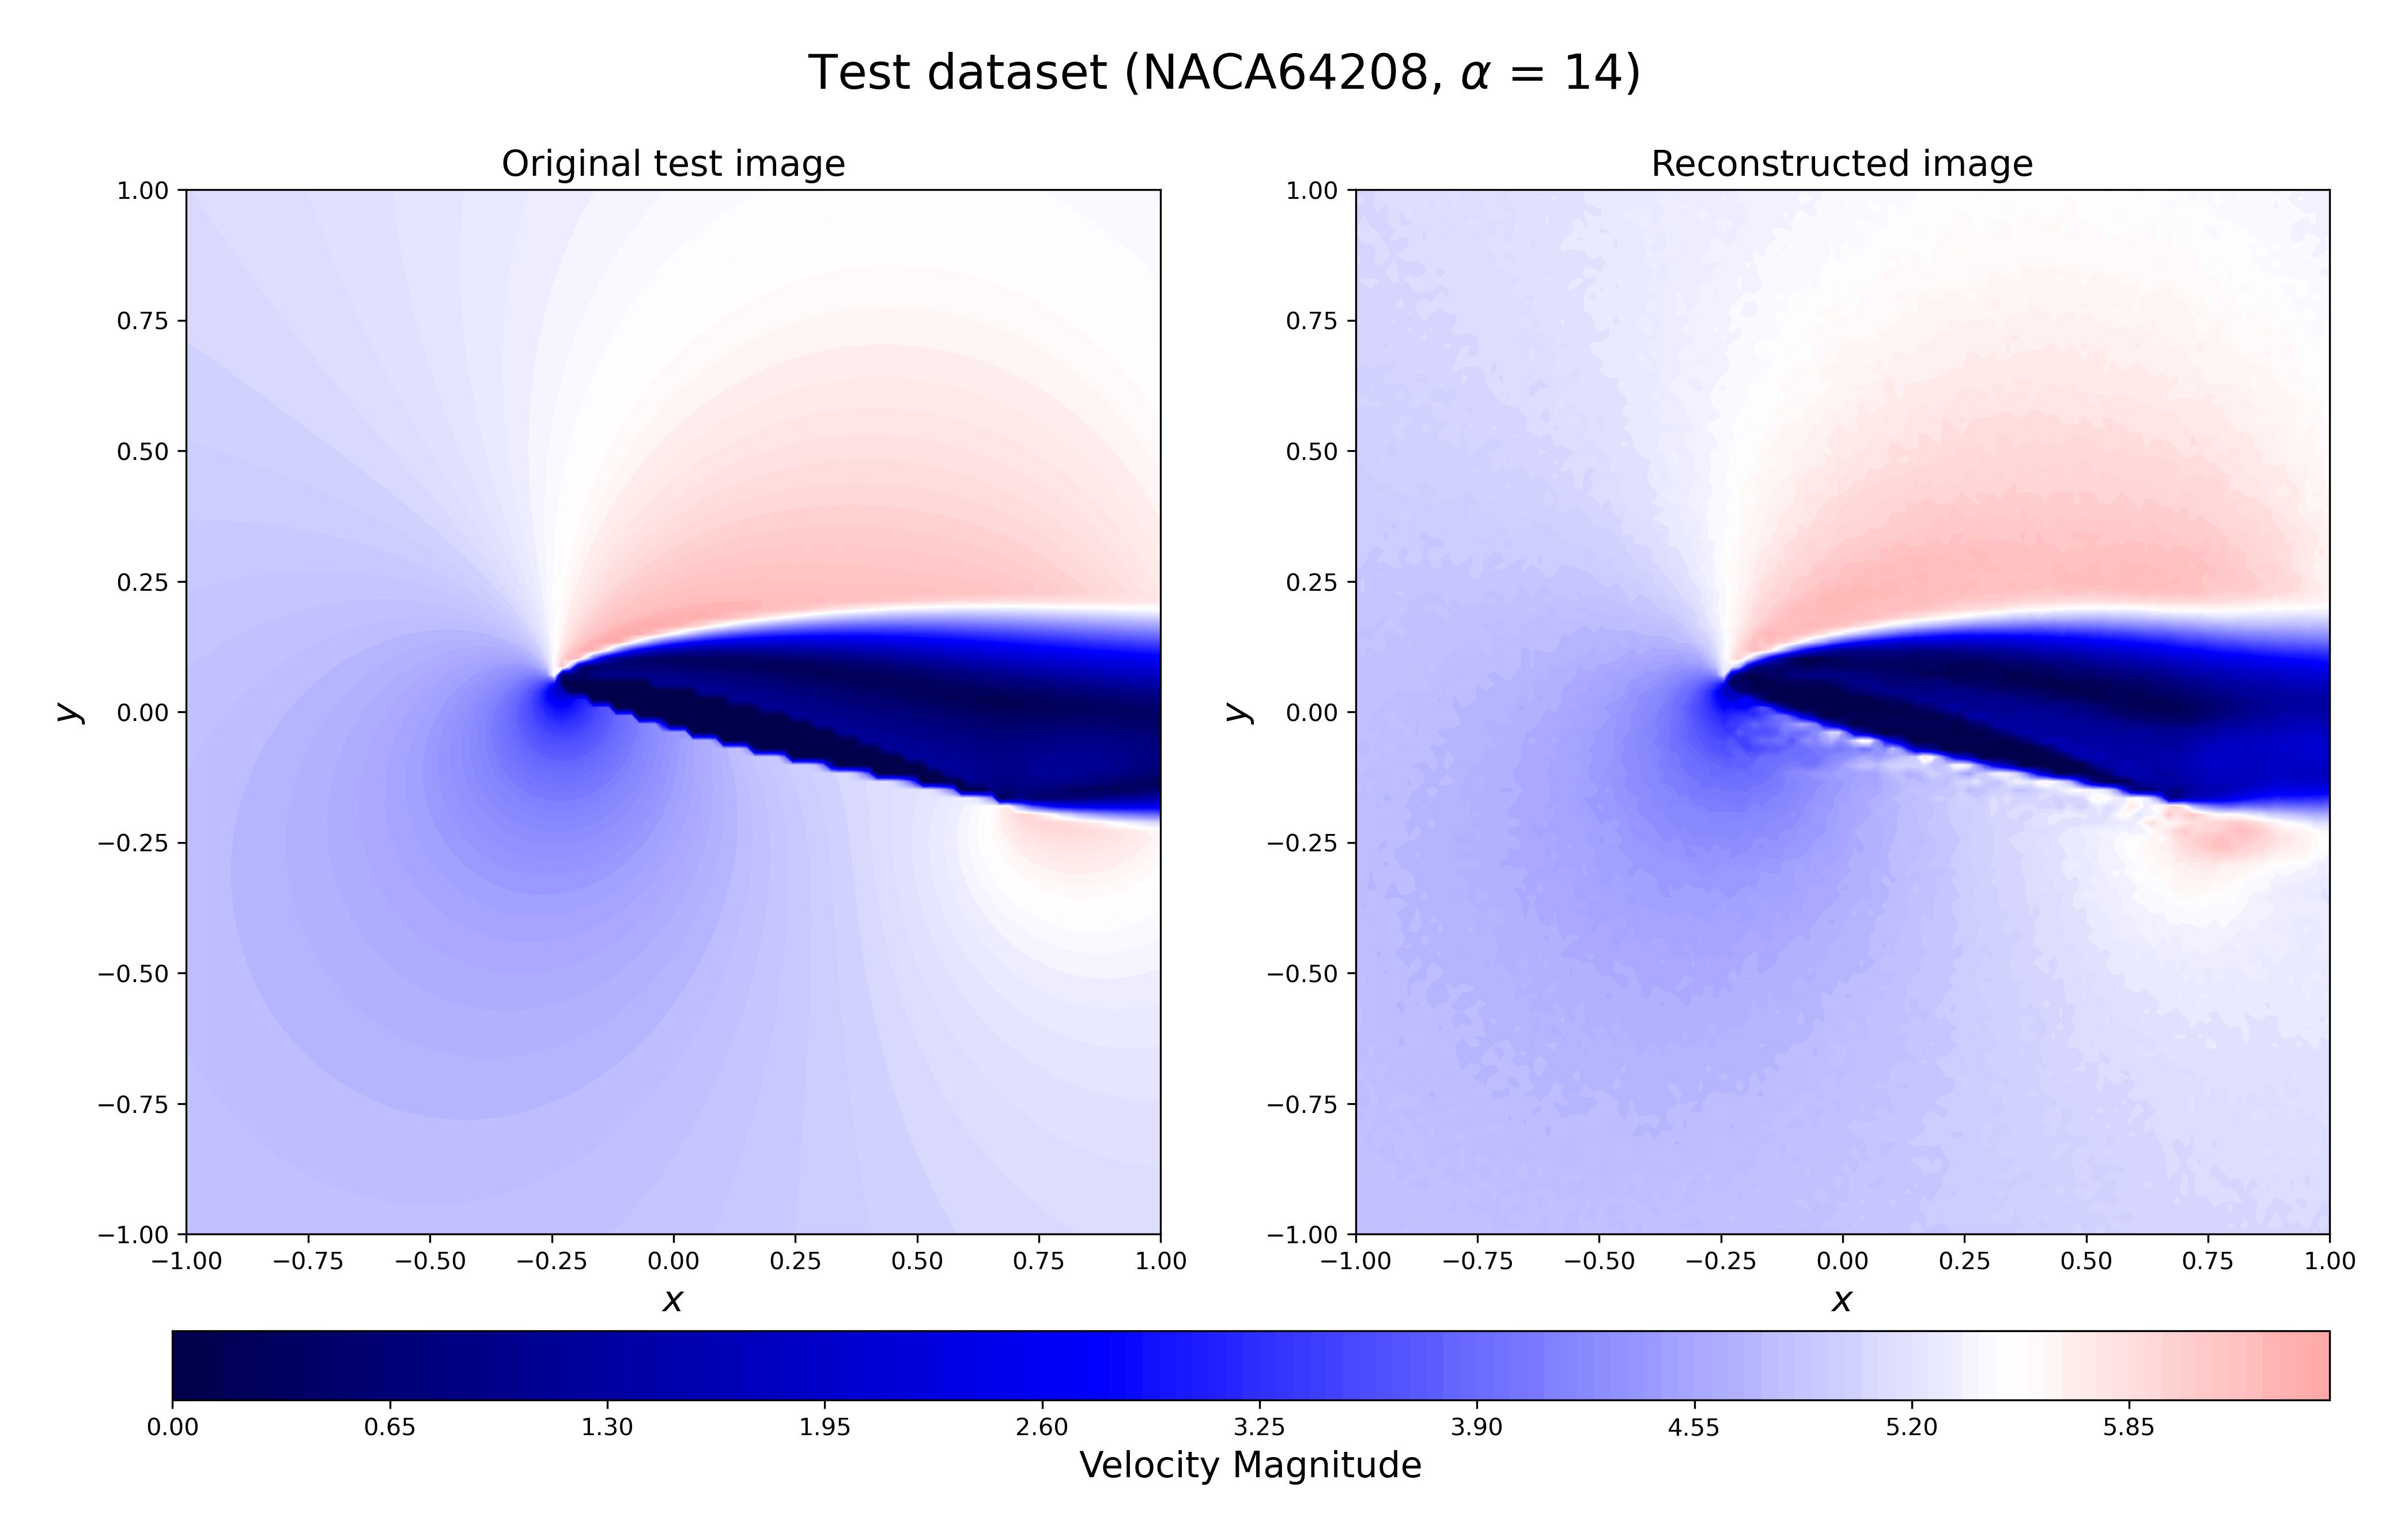 Test dataset (NACA64208, α = 14)
Original test image
Reconstructed image
1.00
0.75
0.50
0.25
0.00
−0.25
−0.50
−0.75
−1.00
y
−1.00 −0.75 −0.50 −0.25 0.00 0.25 0.50 0.75 1.00
x
1.00
0.75
0.50
0.25
0.00
−0.25
−0.50
−0.75
−1.00
y
−1.00 −0.75 −0.50 −0.25 0.00 0.25 0.50 0.75 1.00
x
0.00 0.65 1.30 1.95 2.60 3.25 3.90 4.55 5.20 5.85
Velocity Magnitude